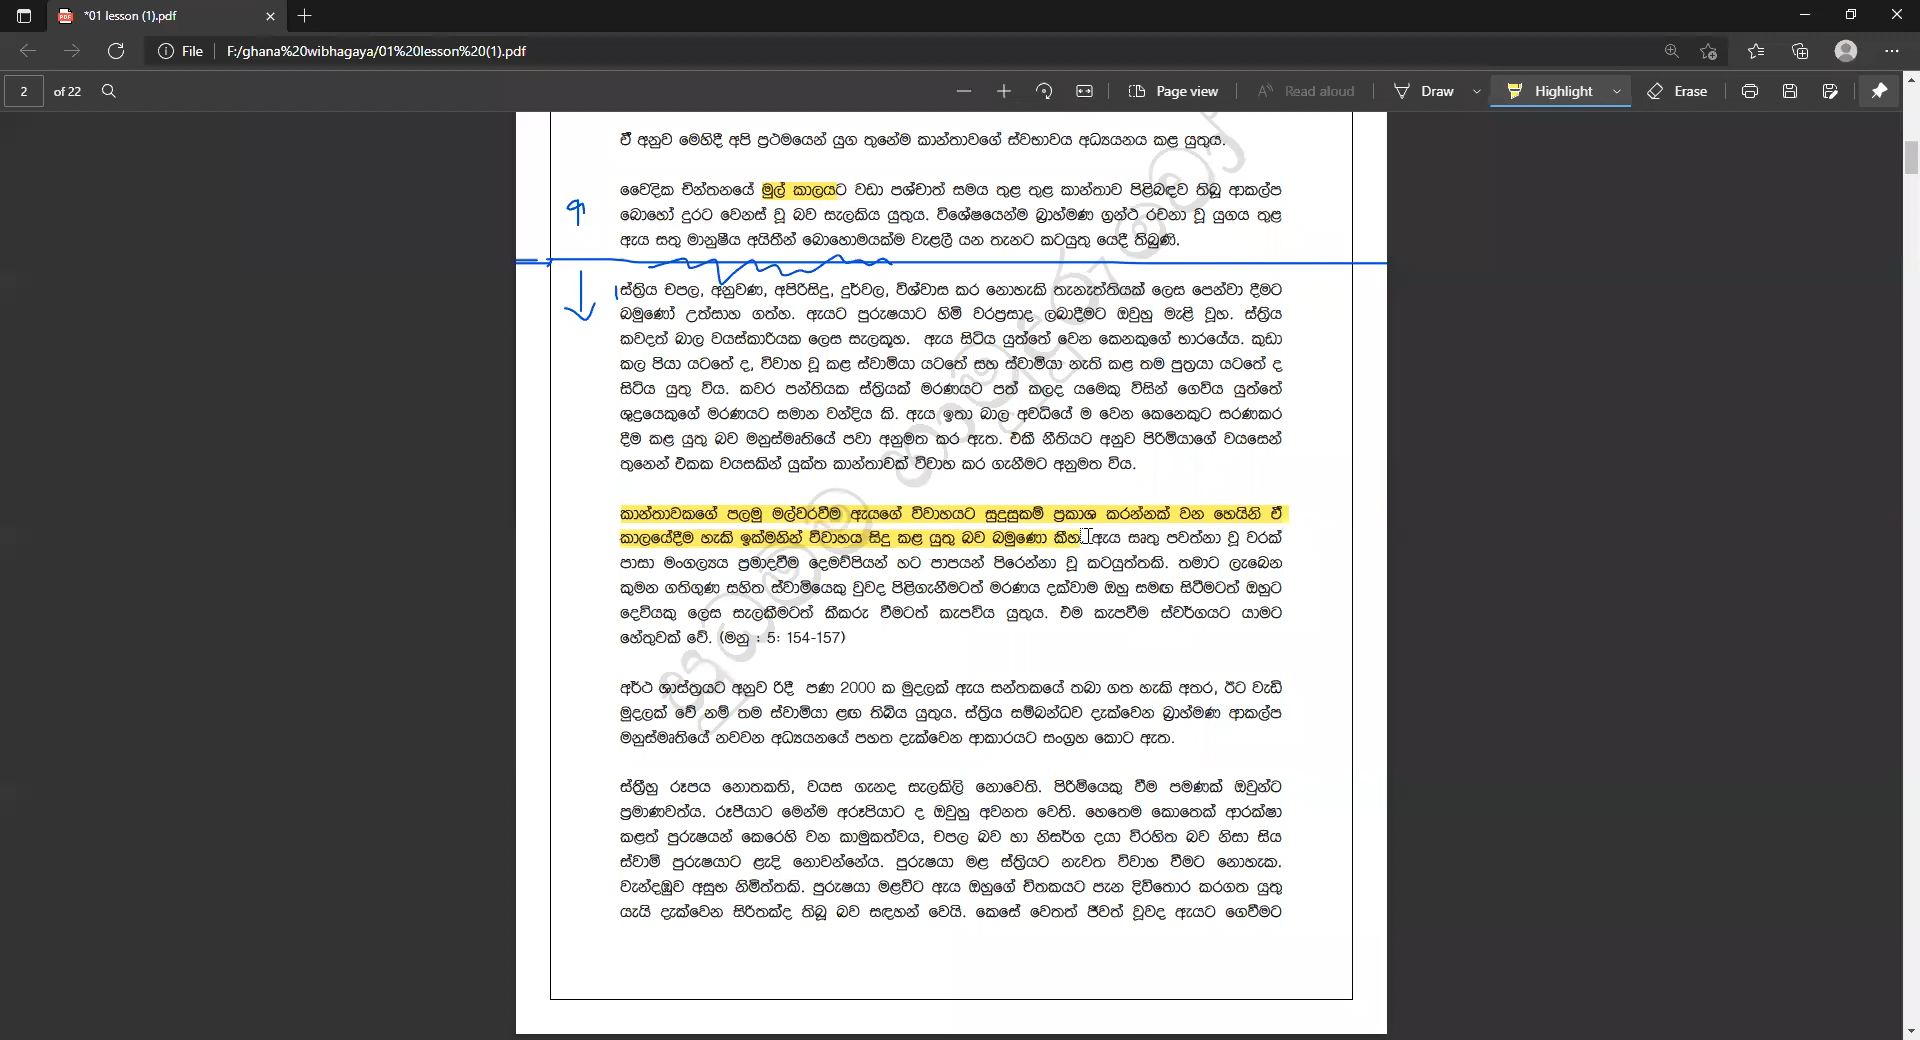 *01 lesson (1).pdf
File
F:/ghana%20wibhagaya/01%20lesson%20(1).pdf
2 of 22
Page view
Read aloud
Draw
Highlight
Erase
ඒ අනුව මෙහිදී අපි ප්‍රථමයෙන් යුග තුනේම කාන්තාවගේ ස්වභාවය අධ්‍යයනය කළ යුතුය.
වෛදික චින්තනයේ මුල් කාලයට වඩා පශ්චාත් සමය තුළ තුළ කාන්තාව පිළිබඳව තිබූ ආකල්ප
බොහෝ දුරට වෙනස් වූ බව සැලකිය යුතුය. විශේෂයෙන්ම බ්‍රාහ්මණ ග්‍රන්ථ රචනා වූ යුගය තුළ
ඇය සතු මානුෂීය අයිතීන් බොහොමයක්ම වැළලී යන තැනට කටයුතු යෙදී තිබුණි.
ස්ත්‍රිය චපල, අනුවණ, අපිරිසිදු, දුර්වල, විශ්වාස කර නොහැකි තැනැත්තියක් ලෙස පෙන්වා දීමට
බමුණෝ උත්සාහ ගත්හ. ඇයට පුරුෂයාට හිමි වරප්‍රසාද ලබාදීමට ඔවුහු මැළි වූහ. ස්ත්‍රිය
කවදත් බාල වයස්කාරියක ලෙස සැලකූහ. ඇය සිටිය යුත්තේ වෙන කෙනකුගේ භාරයේය. කුඩා
කල පියා යටතේ ද, විවාහ වූ කළ ස්වාමියා යටතේ සහ ස්වාමියා නැති කළ තම පුත්‍රයා යටතේ ද
සිටිය යුතු විය. කවර පන්තියක ස්ත්‍රියක් මරණයට පත් කලද යමෙකු විසින් ගෙවිය යුත්තේ
ශුද්‍රයෙකුගේ මරණයට සමාන වන්දිය කි. ඇය ඉතා බාල අවධියේ ම වෙන කෙනෙකුට සරණකර
දීම කළ යුතු බව මනුස්මෘතියේ පවා අනුමත කර ඇත. එකී නීතියට අනුව පිරිමියාගේ වයසෙන්
තුනෙන් එකක වයසකින් යුක්ත කාන්තාවක් විවාහ කර ගැනීමට අනුමත විය.
කාන්තාවකගේ පලමු මල්වරවීම ඇයගේ විවාහයට සුදුසුකම් ප්‍රකාශ කරන්නක් වන හෙයිනි ඒ
කාලයේදීම හැකි ඉක්මනින් විවාහය සිදු කළ යුතු බව බමුණො කීහ ඇය සෘතු පවත්නා වූ වරක්
පාසා මංගල්‍යය ප්‍රමාදවීම දෙමව්පියන් හට පාපයන් පිරෙන්නා වූ කටයුත්තකි. තමාට ලැබෙන
කුමන ගතිගුණ සහිත ස්වාමියෙකු වුවද පිළිගැනීමටත් මරණය දක්වාම ඔහු සමඟ සිටීමටත් ඔහුට
දෙවියකු ලෙස සැලකීමටත් කීකරු වීමටත් කැපවිය යුතුය. එම කැපවීම ස්වර්ගයට යාමට
හේතුවක් වේ. (මනු : 5: 154-157)
අර්ථ ශාස්ත්‍රයට අනුව රිදී පණ 2000 ක මුදලක් ඇය සන්තකයේ තබා ගත හැකි අතර, ඊට වැඩි
මුදලක් වේ නම් තම ස්වාමියා ළඟ තිබිය යුතුය. ස්ත්‍රිය සම්බන්ධව දැක්වෙන බ්‍රාහ්මණ ආකල්ප
මනුස්මෘතියේ නවවන අධ්‍යයනයේ පහත දැක්වෙන ආකාරයට සංග්‍රහ කොට ඇත.
ස්ත්‍රීහු රූපය නොතකති, වයස ගැනද සැලකිලි නොවෙති. පිරිමියෙකු වීම පමණක් ඔවුන්ට
ප්‍රමාණවත්ය. රූපියාට මෙන්ම අරූපියාට ද ඔවුහු අවනත වෙති. හෙතෙම කොතෙක් ආරක්ෂා
කළත් පුරුෂයන් කෙරෙහි වන කාමුකත්වය, චපල බව හා නිසර්ග දයා විරහිත බව නිසා සිය
ස්වාමි පුරුෂයාට ළැදි නොවන්නේය. පුරුෂයා මළ ස්ත්‍රියට නැවත විවාහ වීමට නොහැක.
වැන්දඹුව අසුභ නිමිත්තකි. පුරුෂයා මළවිට ඇය ඔහුගේ චිතකයට පැන දිවිතොර කරගත යුතු
යැයි දැක්වෙන සිරිතක්ද තිබූ බව සඳහන් වෙයි. කෙසේ වෙතත් ජීවත් වූවද ඇයට ගෙවීමට